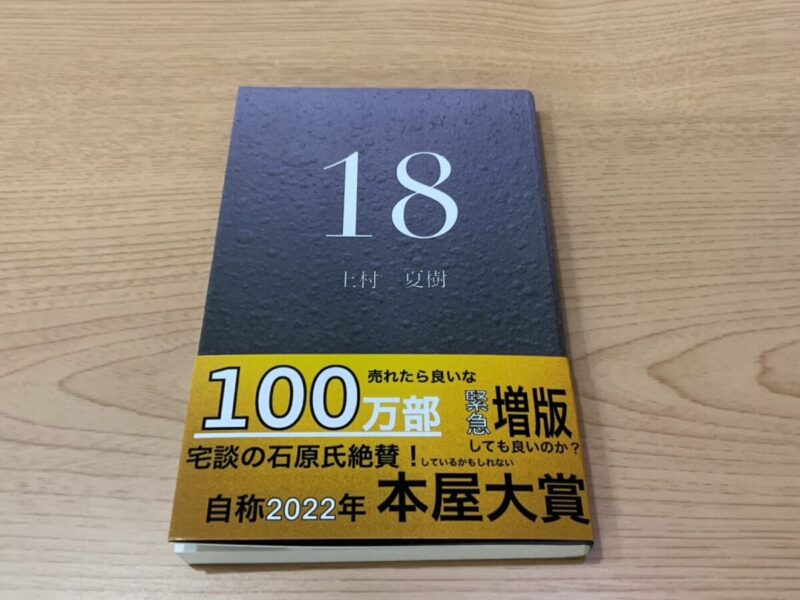 18
上村 夏樹
売れたら良いな
100万部
緊急増版
しても良いのか?
宅談の石原氏絶賛!しているかもしれない
自称2022年 本屋大賞